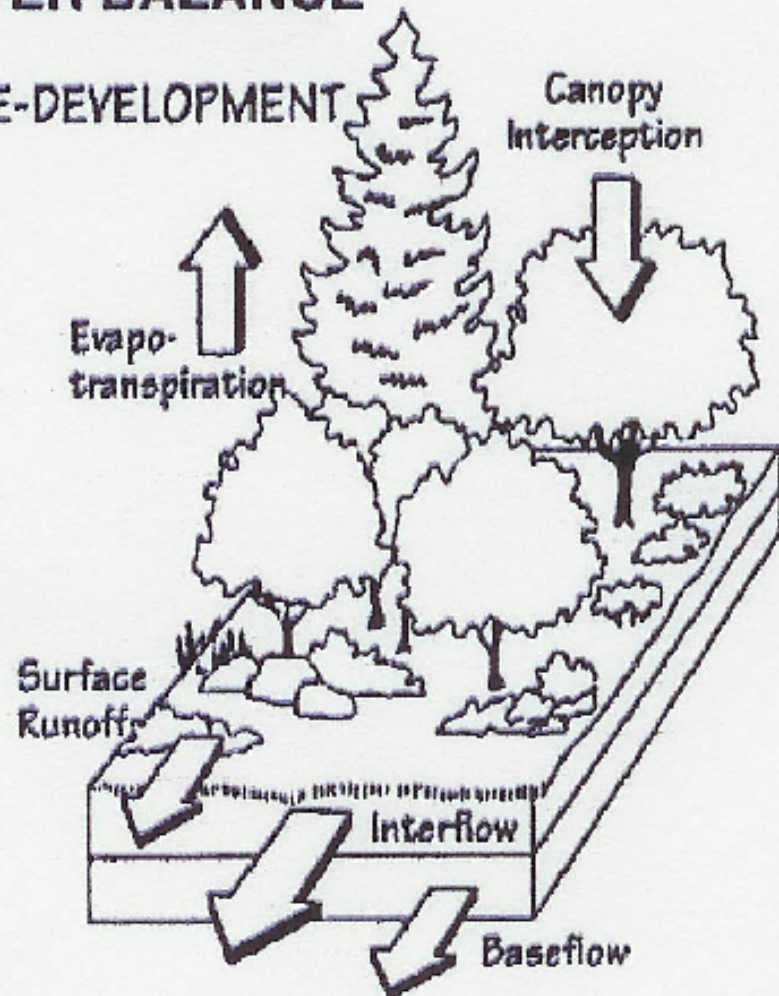 ER BALANCE
E-DEVELOPMENT
Canopy
Interception
Evapo-
transpiration
Surface
Runoff
Interflow
Baseflow